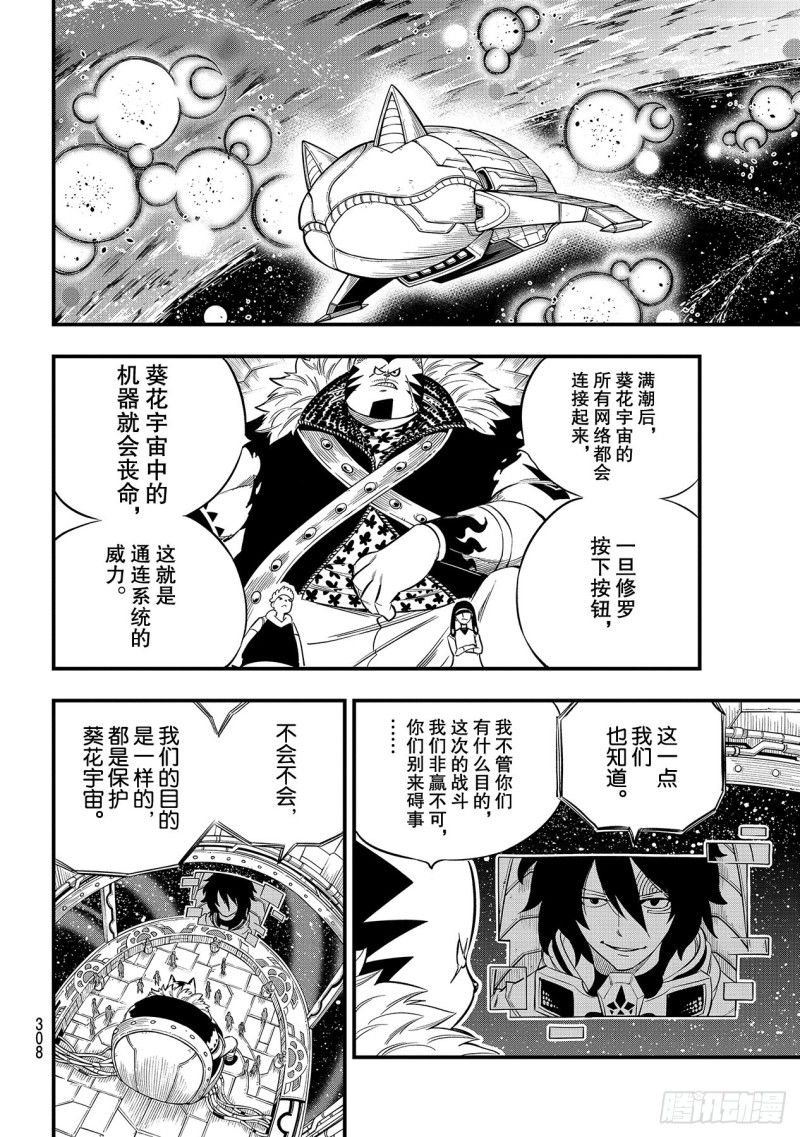 满潮后，
葵花宇宙的
所有网络都会
连接起来，
一旦修罗
按下按钮，
葵花宇宙中的
机器就会丧命，
这就是
通连系统的
威力。
这一点
我们
也知道。
我不管你们
有什么目的，
这次的战斗
我们非赢不可，
你们别来碍事
……
不会不会，
我们的目的
是一样的，
都是保护
葵花宇宙。
308
腾讯动漫